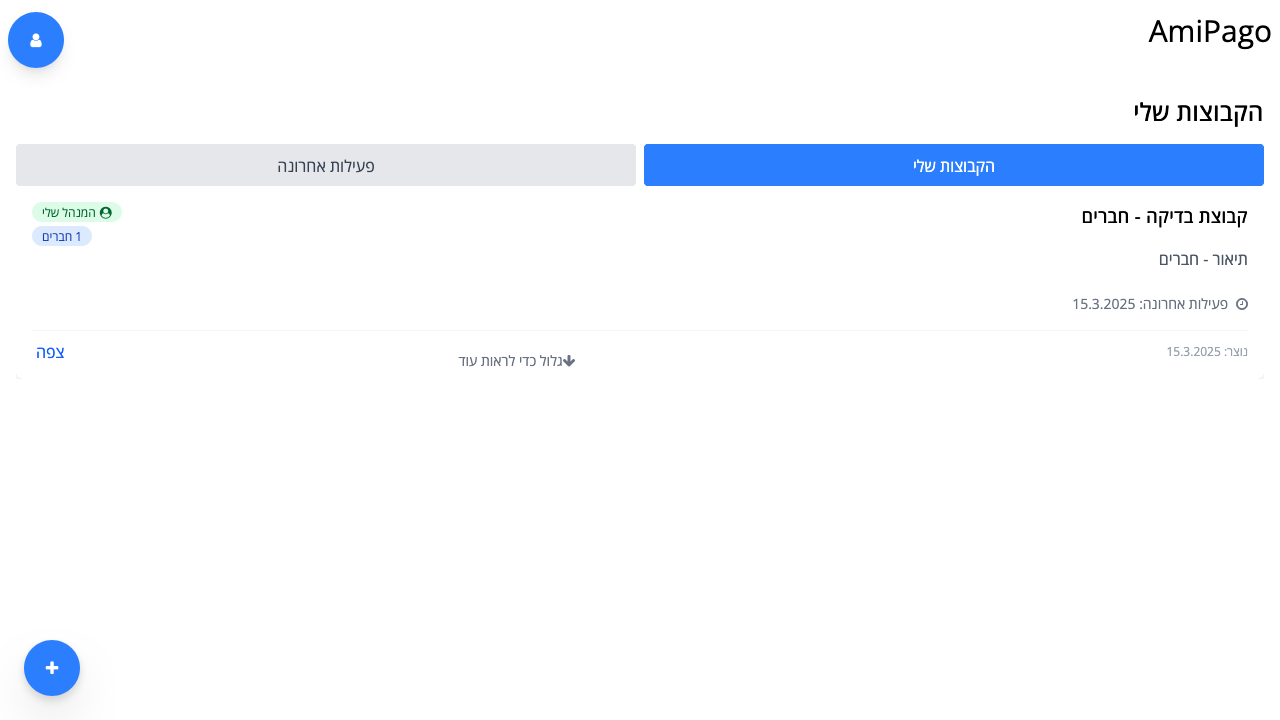 AmiPago
הקבוצות שלי
הקבוצות שלי
פעילות אחרונה
קבוצת בדיקה - חברים
המנהל שלי
1 חברים
תיאור - חברים
פעילות אחרונה: 15.3.2025
נוצר: 15.3.2025
גלול כדי לראות עוד
צפה